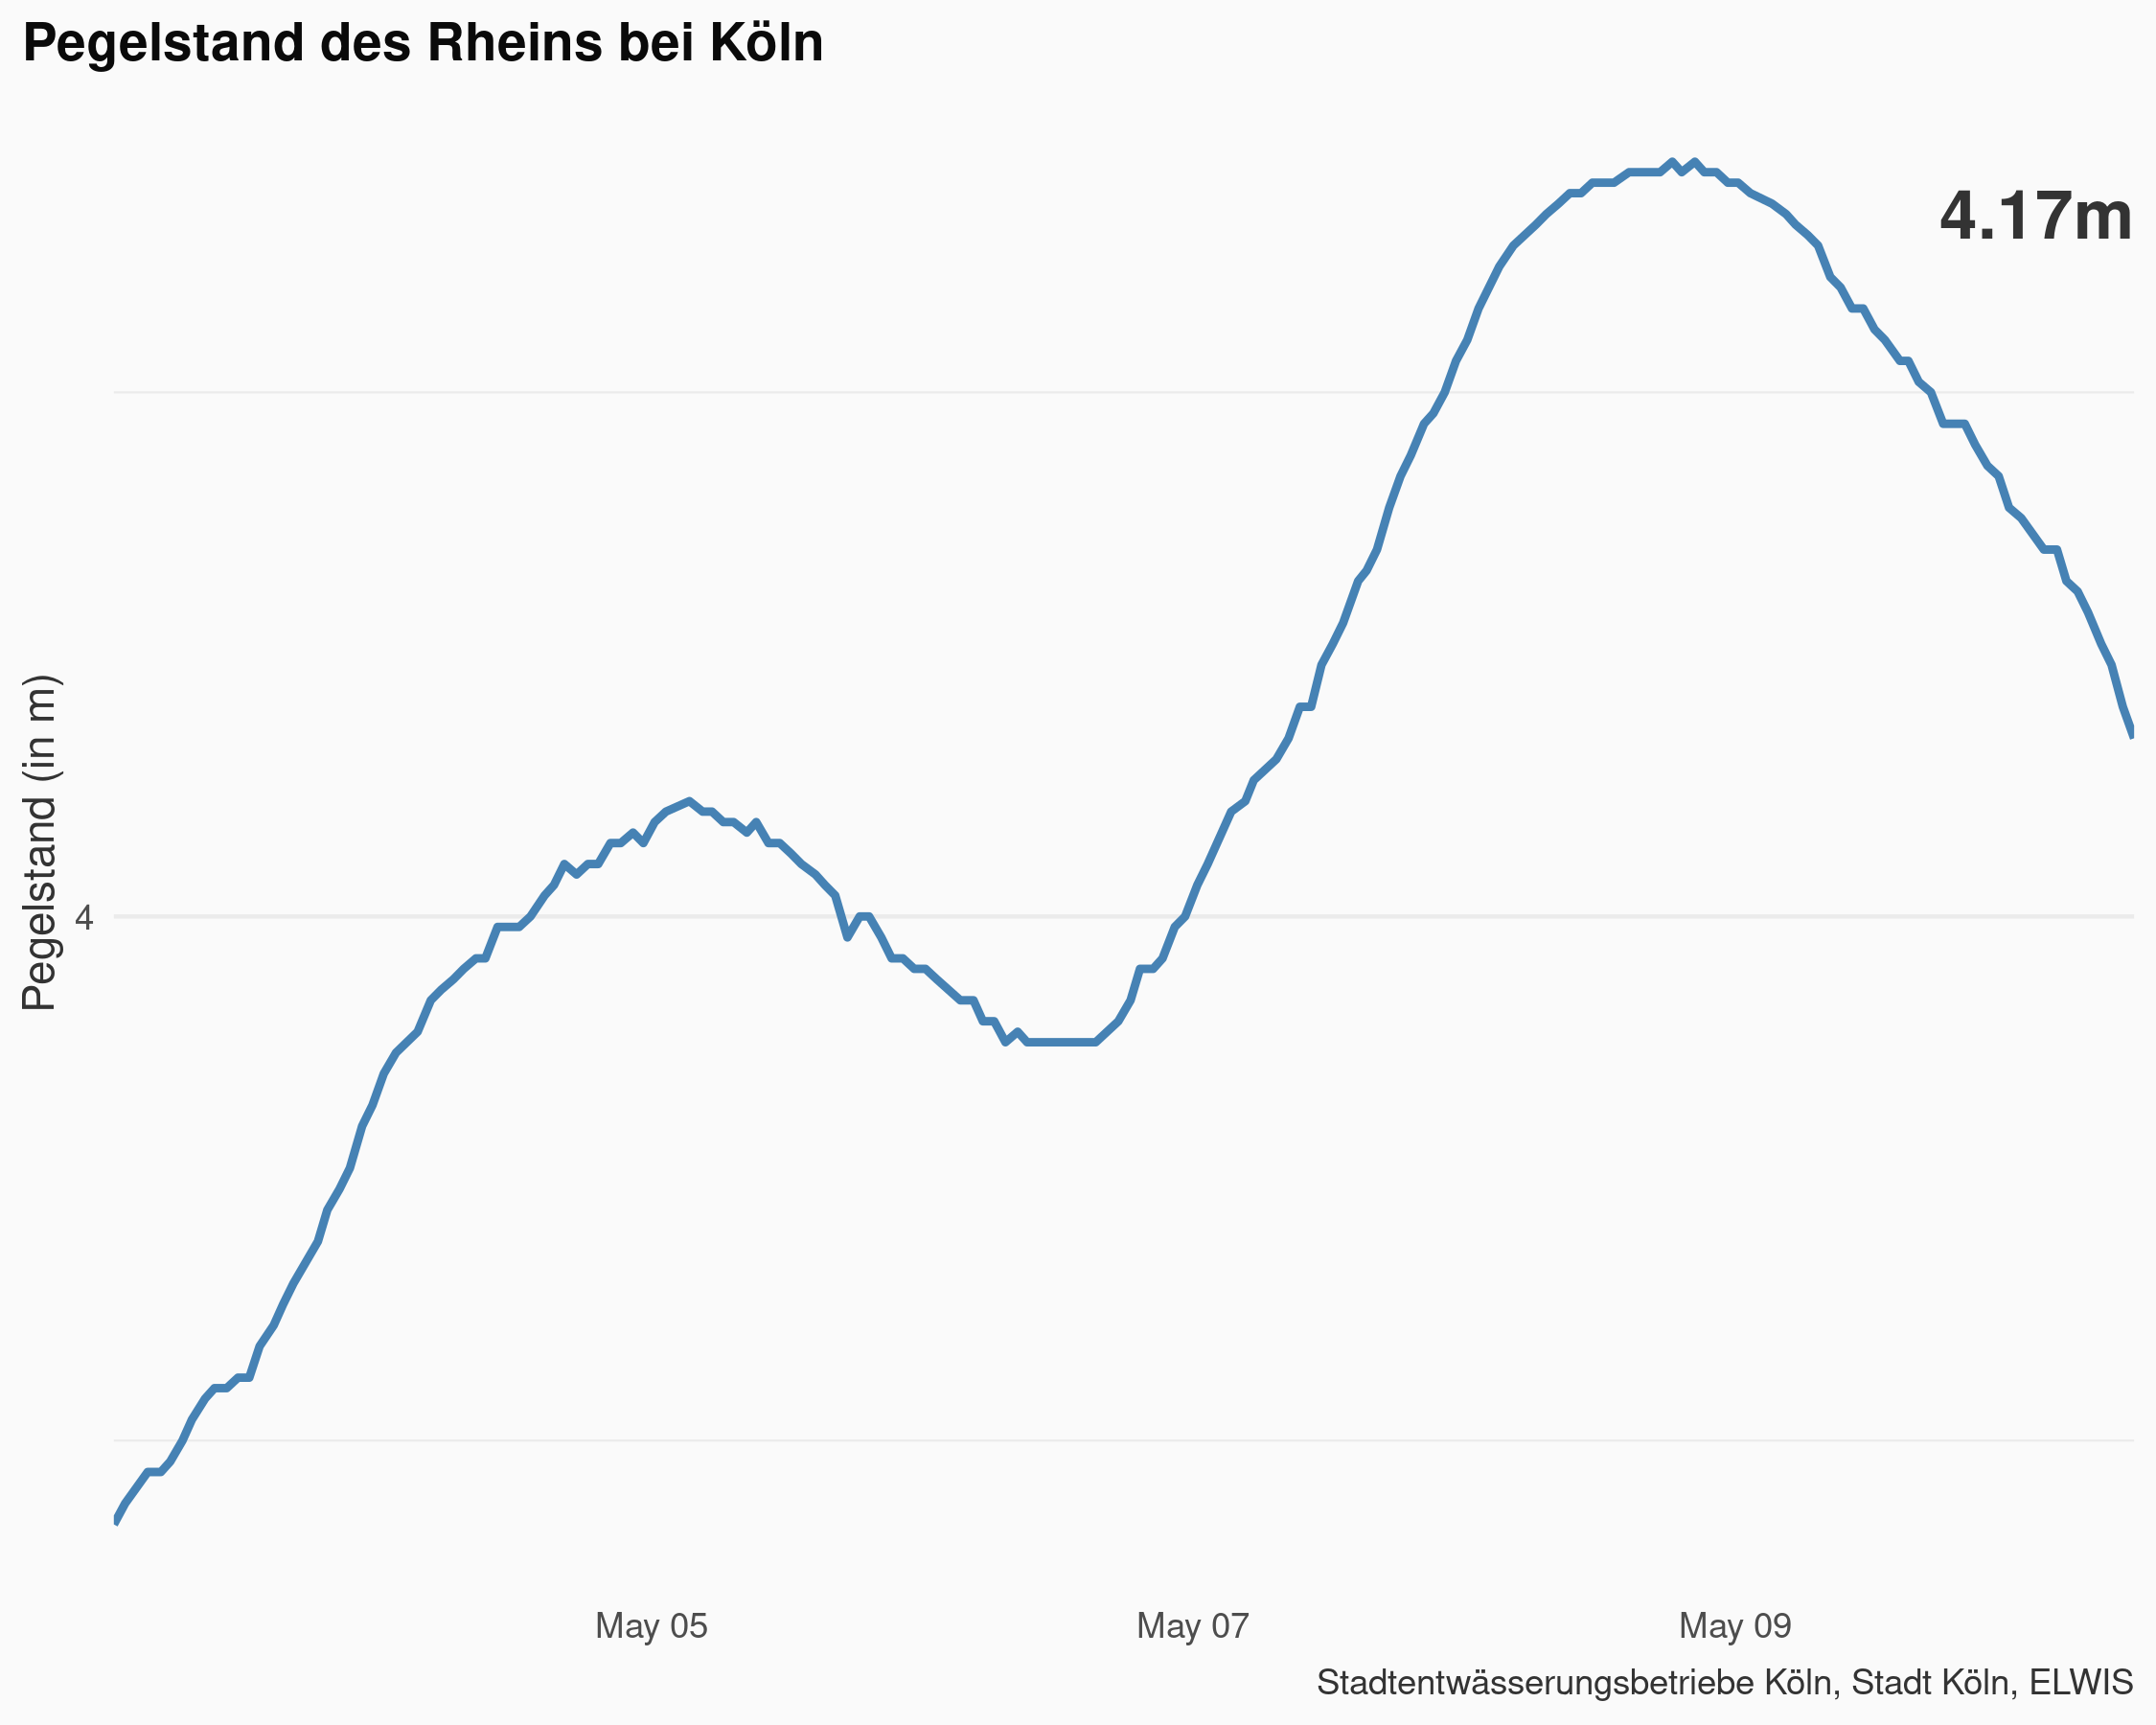 Pegelstand des Rheins bei Köln
4.17m
Pegelstand (in m)
4
May 05
May 07
May 09
Stadtentwässerungsbetriebe Köln, Stadt Köln, ELWIS